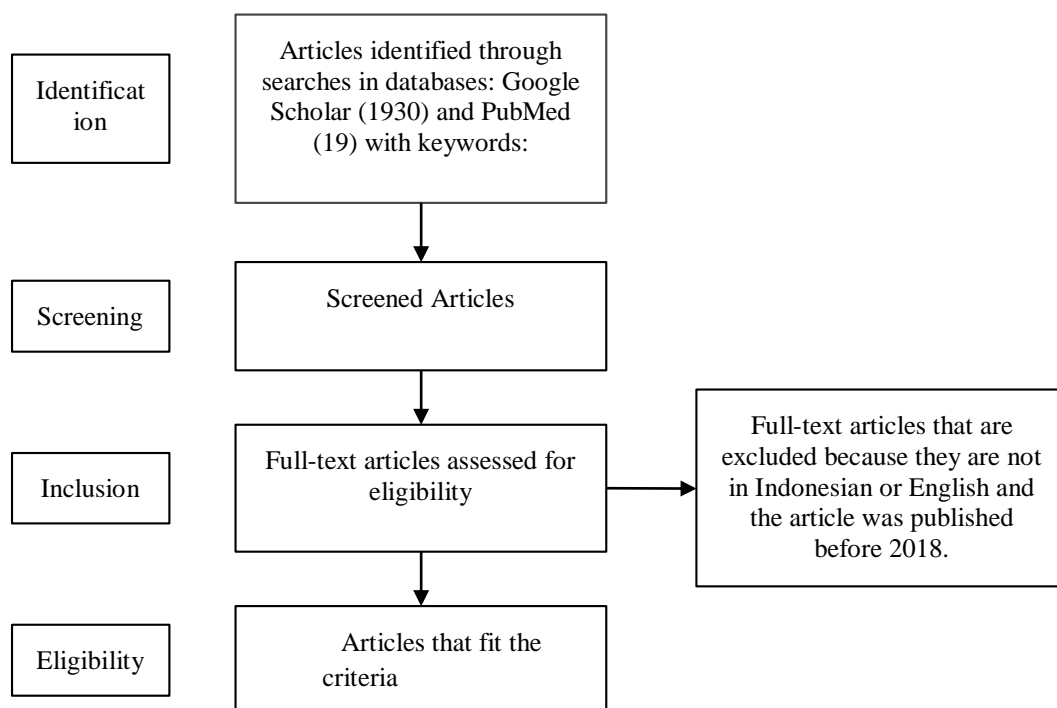 Identificat
ion
Articles identified through
searches in databases: Google
Scholar (1930) and PubMed
(19) with keywords:
Screening
Screened Articles
Inclusion
Full-text articles assessed for
eligibility
Full-text articles that are
excluded because they are not
in Indonesian or English and
the article was published
before 2018.
Eligibility
Articles that fit the
criteria